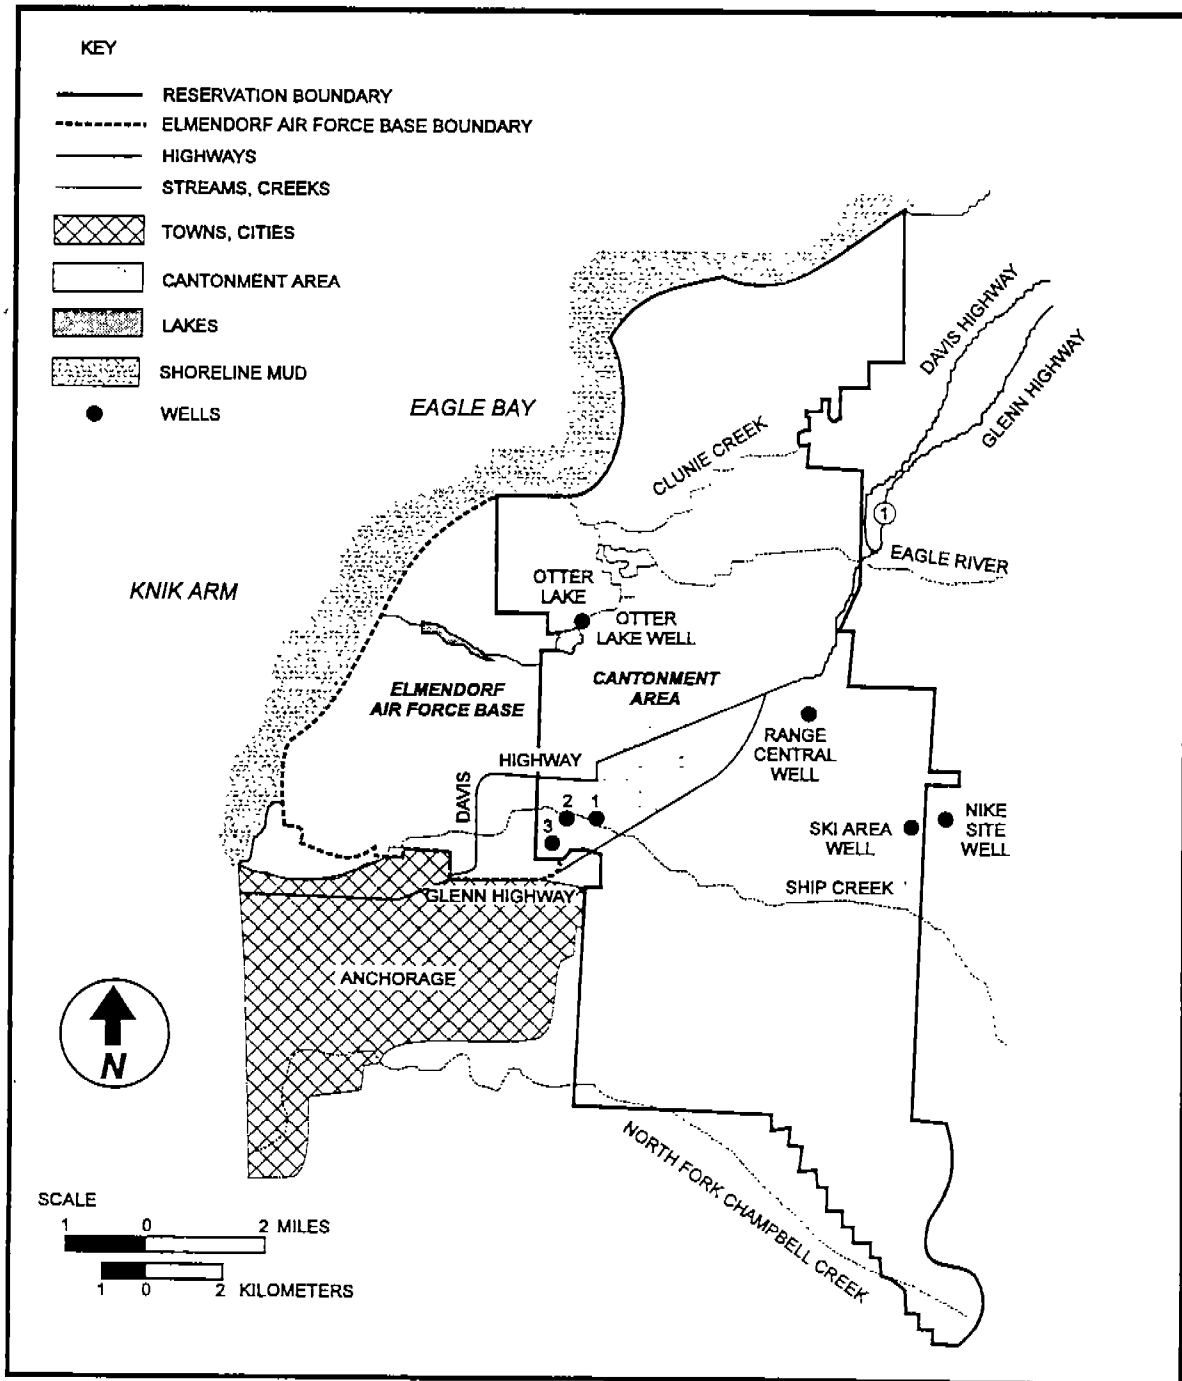 KEY
RESERVATION BOUNDARY
ELMENDORF AIR FORCE BASE BOUNDARY
HIGHWAYS
STREAMS, CREEKS
TOWNS, CITIES
CANTONMENT AREA
LAKES
SHORELINE MUD
WELLS
DAVIS HIGHWAY
GLENN HIGHWAY
EAGLE BAY
CLUNIE CREEK
1
EAGLE RIVER
KNIK ARM
OTTER
LAKE
OTTER
LAKE WELL
ELMENDORF
AIR FORCE BASE
CANTONMENT
AREA
RANGE
CENTRAL
WELL
HIGHWAY
DAVIS
2
1
3
SKI AREA
WELL
NIKE
SITE
WELL
SHIP CREEK
GLENN HIGHWAY
ANCHORAGE
N
NORTH FORK CHAMPBELL CREEK
SCALE
1 0 2 MILES
1 0 2 KILOMETERS